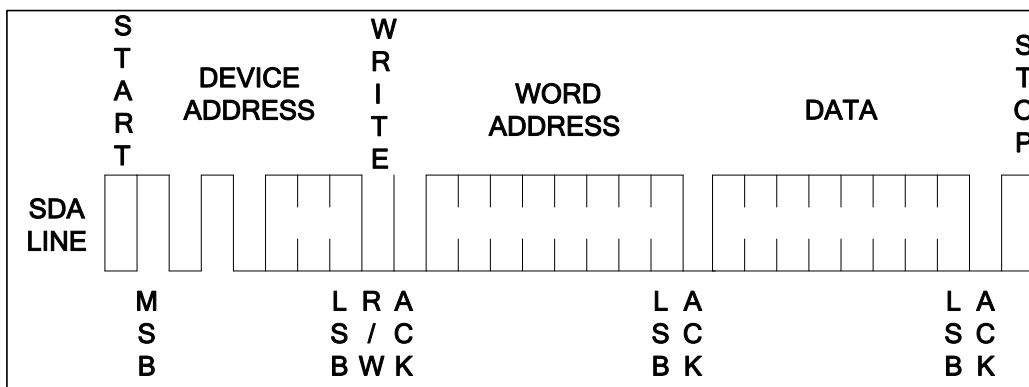 START
DEVICE
ADDRESS
WRITE
WORD
ADDRESS
DATA
STOP
SDA
LINE
MSB
LSB
R/W
ACK
LSB
ACK
LSB
ACK